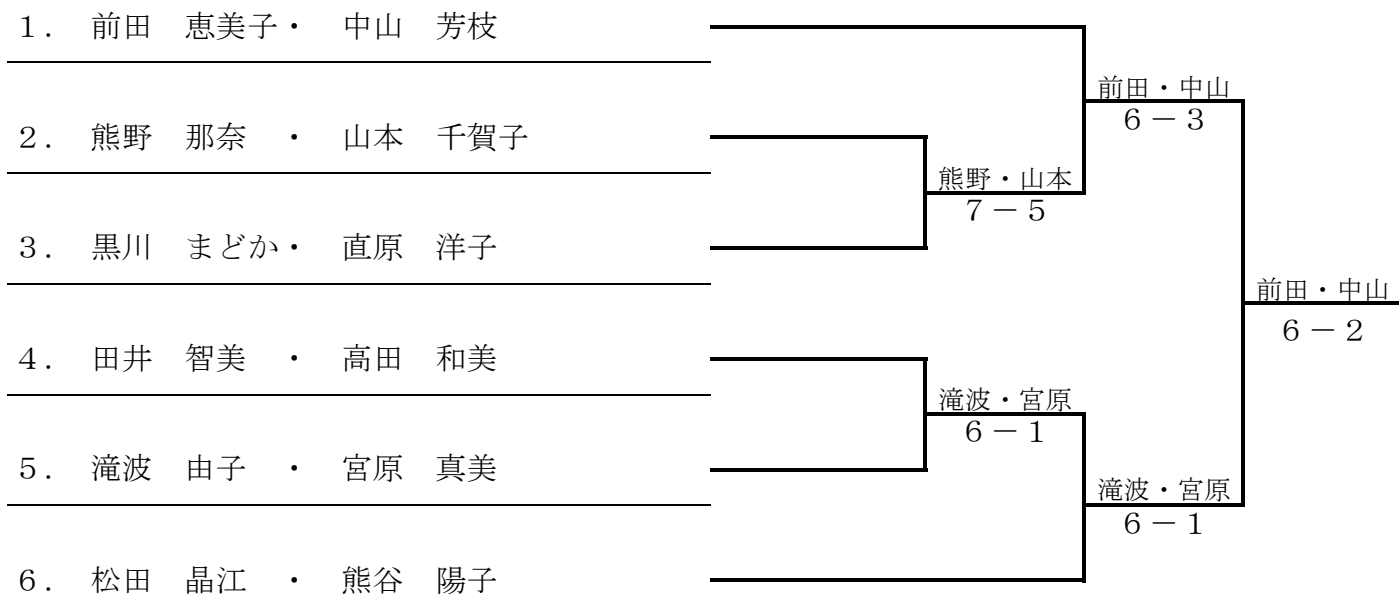 1. 前田　恵美子・　中山　芳枝
前田・中山
6－3
2. 熊野　那奈　・　山本　千賀子
熊野・山本
7－5
3. 黒川　まどか・　直原　洋子
前田・中山
6－2
4. 田井　智美　・　高田　和美
滝波・宮原
6－1
5. 滝波　由子　・　宮原　真美
滝波・宮原
6－1
6. 松田　晶江　・　熊谷　陽子